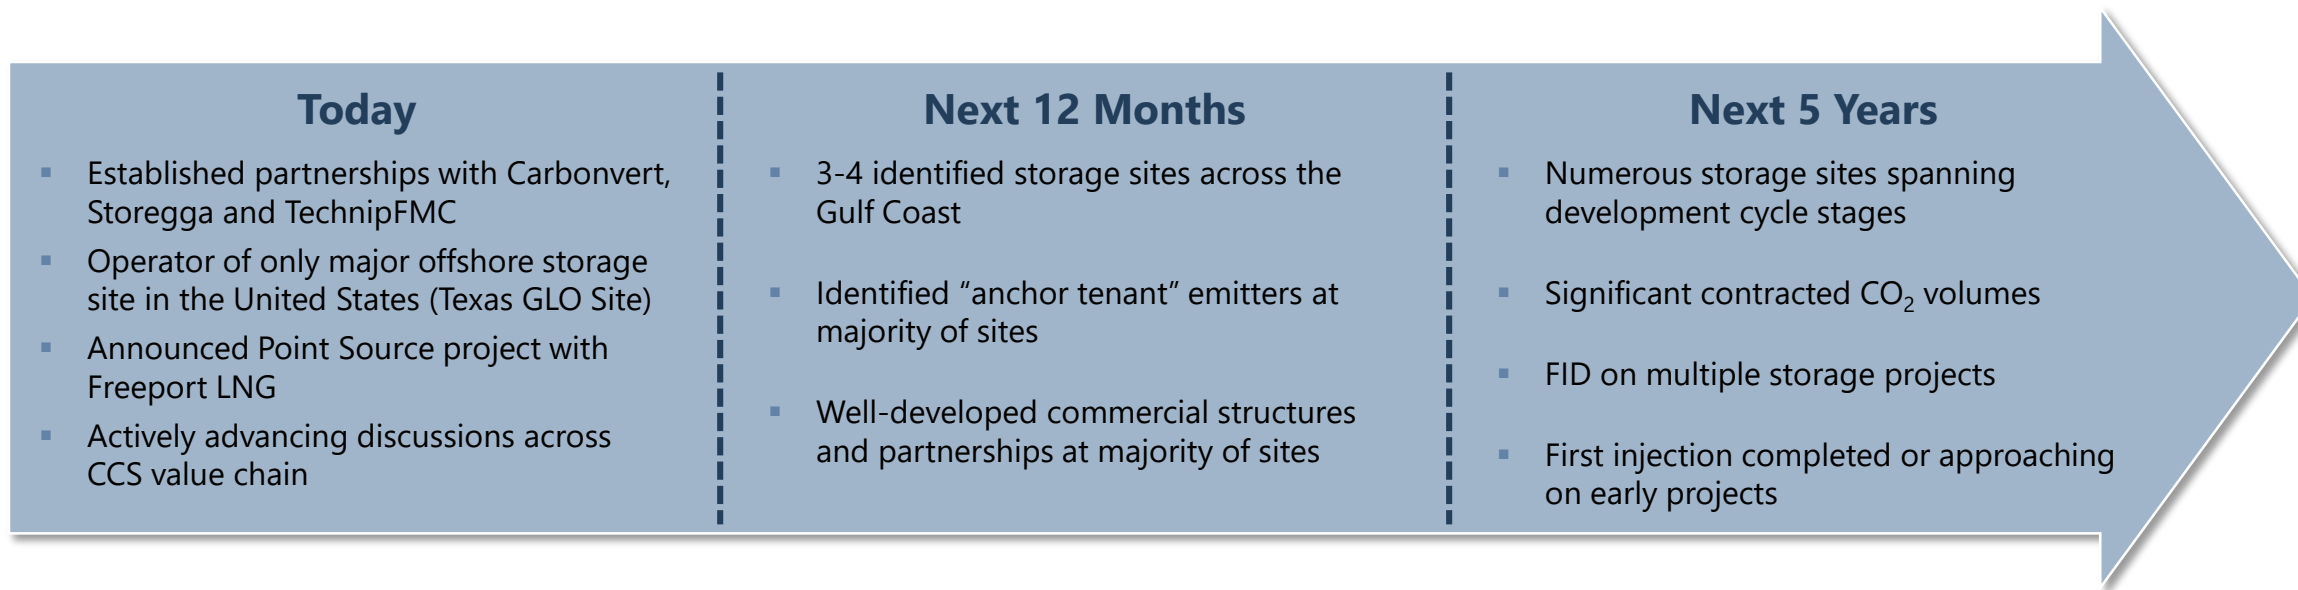 Today
▪ Established partnerships with Carbonvert,
Storegga and TechnipFMC
▪ Operator of only major offshore storage
site in the United States (Texas GLO Site)
▪ Announced Point Source project with
Freeport LNG
▪ Actively advancing discussions across
CCS value chain
Next 12 Months
▪ 3-4 identified storage sites across the
Gulf Coast
▪ Identified “anchor tenant” emitters at
majority of sites
▪ Well-developed commercial structures
and partnerships at majority of sites
Next 5 Years
▪ Numerous storage sites spanning
development cycle stages
▪ Significant contracted CO₂ volumes
▪ FID on multiple storage projects
▪ First injection completed or approaching
on early projects